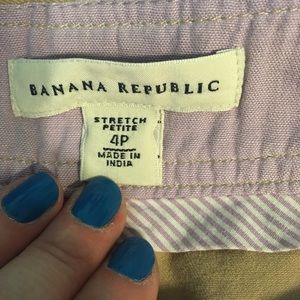 BANANA REPUBLIC
STRETCH
PETITE
4P
MADE IN
INDIA